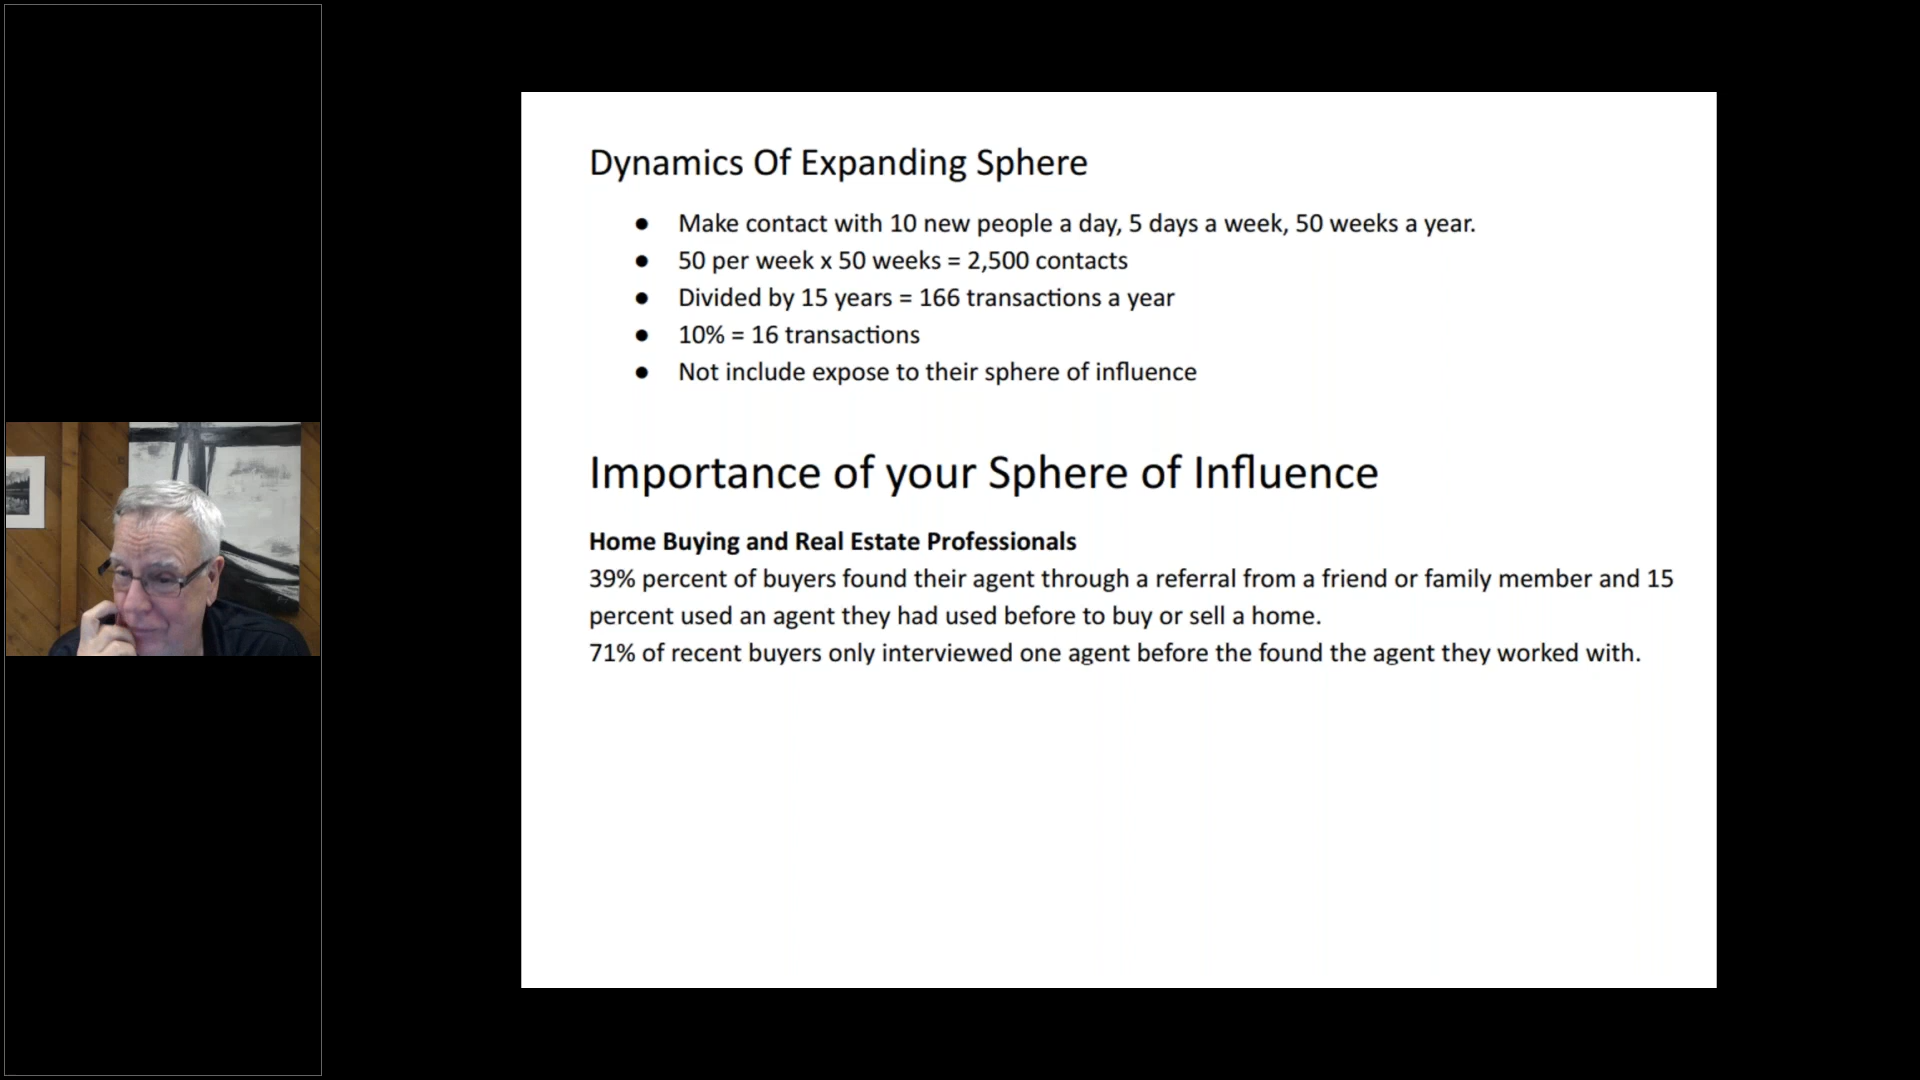 Dynamics Of Expanding Sphere
● Make contact with 10 new people a day, 5 days a week, 50 weeks a year.
● 50 per week x 50 weeks = 2,500 contacts
● Divided by 15 years = 166 transactions a year
● 10% = 16 transactions
● Not include expose to their sphere of influence
Importance of your Sphere of Influence
Home Buying and Real Estate Professionals
39% percent of buyers found their agent through a referral from a friend or family member and 15
percent used an agent they had used before to buy or sell a home.
71% of recent buyers only interviewed one agent before the found the agent they worked with.